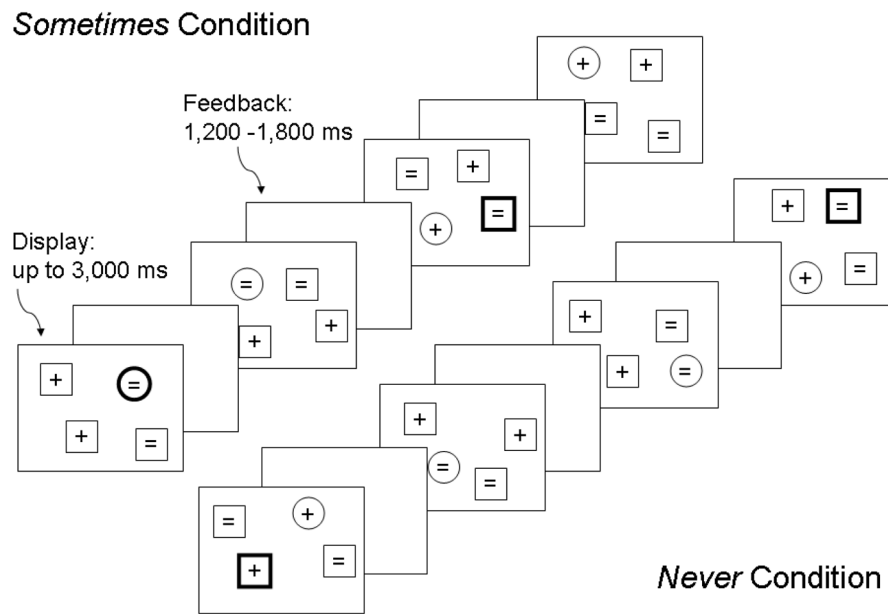 Sometimes Condition
Feedback:
1,200 -1,800 ms
Display:
up to 3,000 ms
+ +
= =
= +
+ =
= =
+ +
+ =
+ =
+ =
+ =
+ =
+ =
+ +
= =
= +
+ =
Never Condition